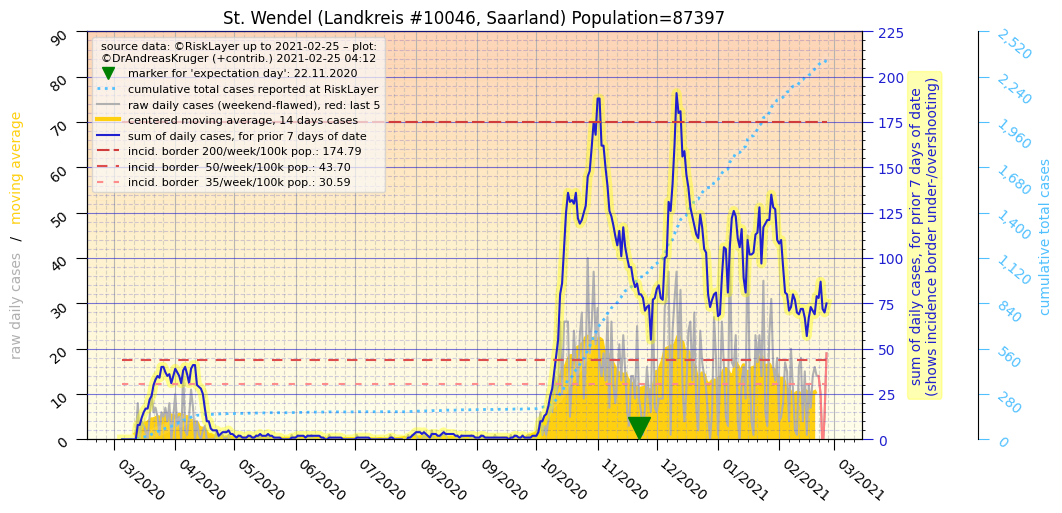 St. Wendel (Landkreis #10046, Saarland) Population=87397
source data: ©RiskLayer up to 2021-02-25 – plot:
©DrAndreasKruger (+contrib.) 2021-02-25 04:12
marker for 'expectation day': 22.11.2020
cumulative total cases reported at RiskLayer
raw daily cases (weekend-flawed), red: last 5
centered moving average, 14 days cases
sum of daily cases, for prior 7 days of date
incid. border 200/week/100k pop.: 174.79
incid. border 50/week/100k pop.: 43.70
incid. border 35/week/100k pop.: 30.59
raw daily cases / moving average
90
80
70
60
50
40
30
20
10
0
03/2020
04/2020
05/2020
06/2020
07/2020
08/2020
09/2020
10/2020
11/2020
12/2020
01/2021
02/2021
03/2021
225
200
175
150
125
100
75
50
25
0
sum of daily cases, for prior 7 days of date
(shows incidence border under-/overshooting)
2,520
2,240
1,960
1,680
1,400
1,120
840
560
280
0
cumulative total cases